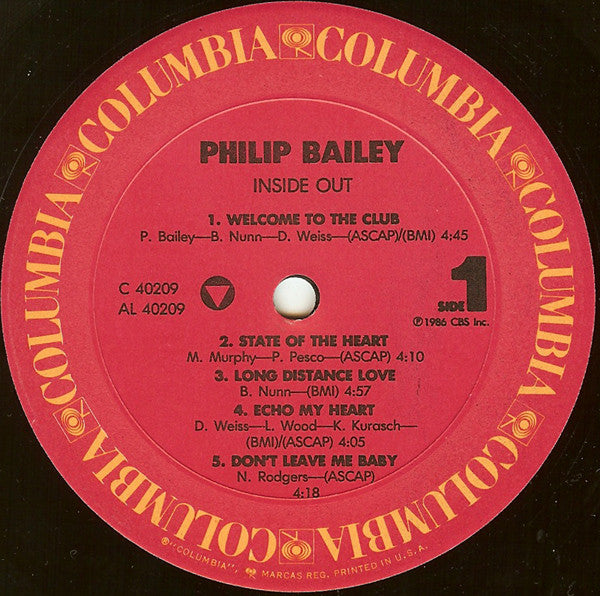 COLUMBIA COLUMBIA COLUMBIA COLUMBIA COLUMBIA COLUMBIA
PHILIP BAILEY
INSIDE OUT
1. WELCOME TO THE CLUB
P. Bailey—B. Nunn—D. Weiss—(ASCAP)/(BMI) 4:45
C 40209
AL 40209
SIDE 1
℗1986 CBS Inc.
2. STATE OF THE HEART
M. Murphy—P. Pesco—(ASCAP) 4:10
3. LONG DISTANCE LOVE
B. Nunn—(BMI) 4:57
4. ECHO MY HEART
D. Weiss—L. Wood—K. Kurasch—
(BMI)/(ASCAP) 4:05
5. DON'T LEAVE ME BABY
N. Rodgers—(ASCAP)
4:18
® "COLUMBIA", MARCAS REG. PRINTED IN U.S.A.